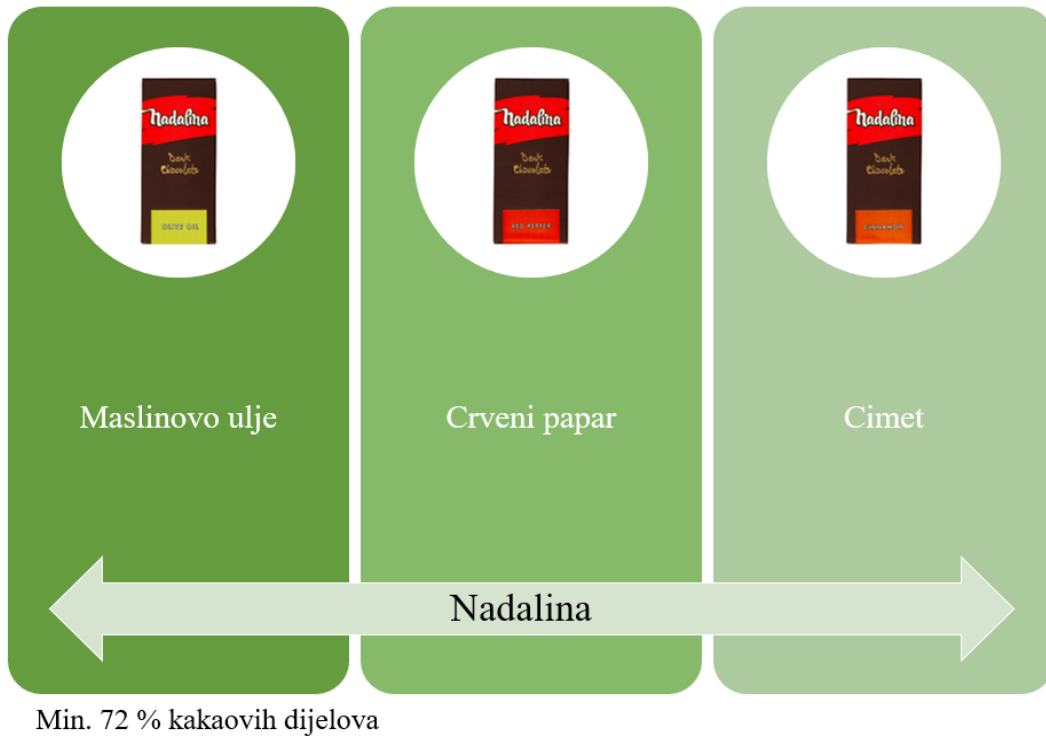 Nadalina
Dark
Chocolate
OLIVE OIL
Nadalina
Dark
Chocolate
RED PEPPER
Nadalina
Dark
Chocolate
CINNAMON
Maslinovo ulje
Crveni papar
Cimet
Nadalina
Min. 72 % kakaovih dijelova